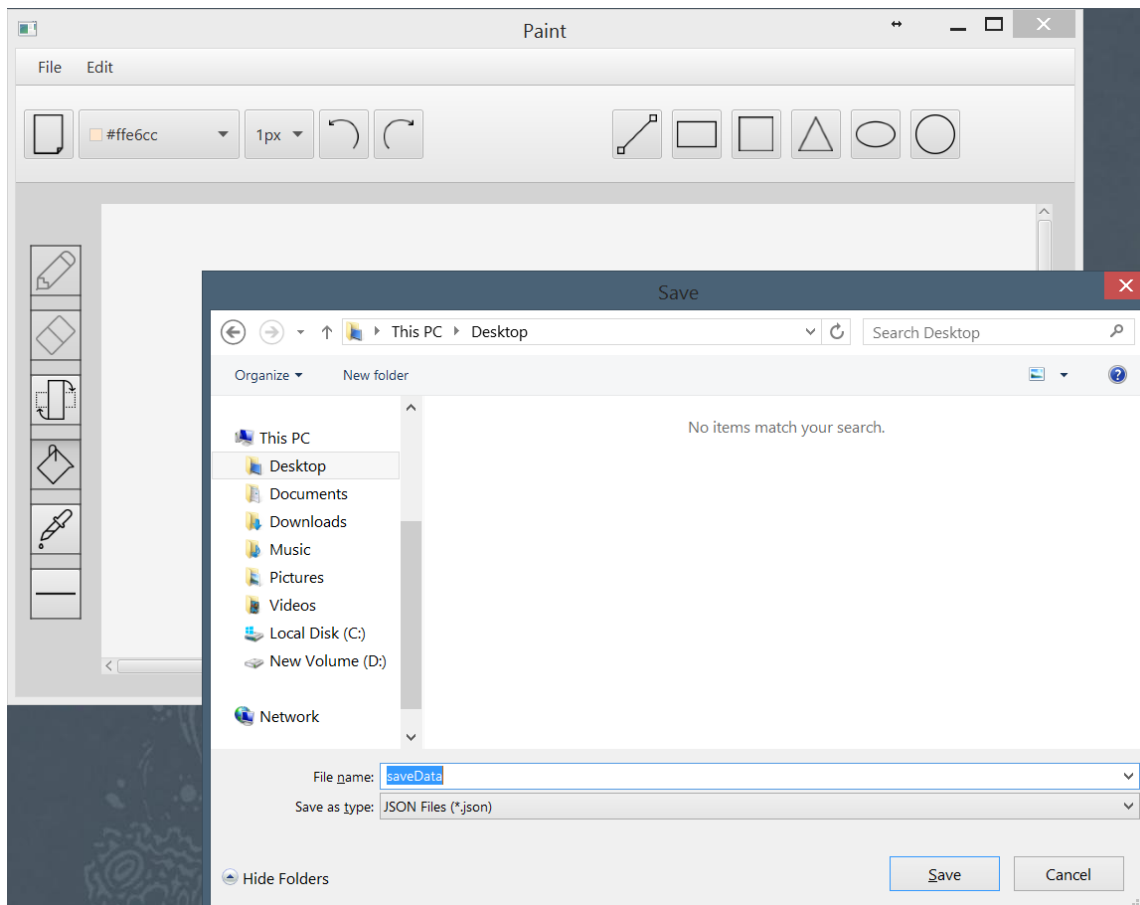 Paint
File Edit
#ffe6cc 1px
Save
This PC Desktop Search Desktop
Organize New folder
No items match your search.
This PC
Desktop
Documents
Downloads
Music
Pictures
Videos
Local Disk (C:)
New Volume (D:)
Network
File name: saveData
Save as type: JSON Files (*.json)
Hide Folders Save Cancel